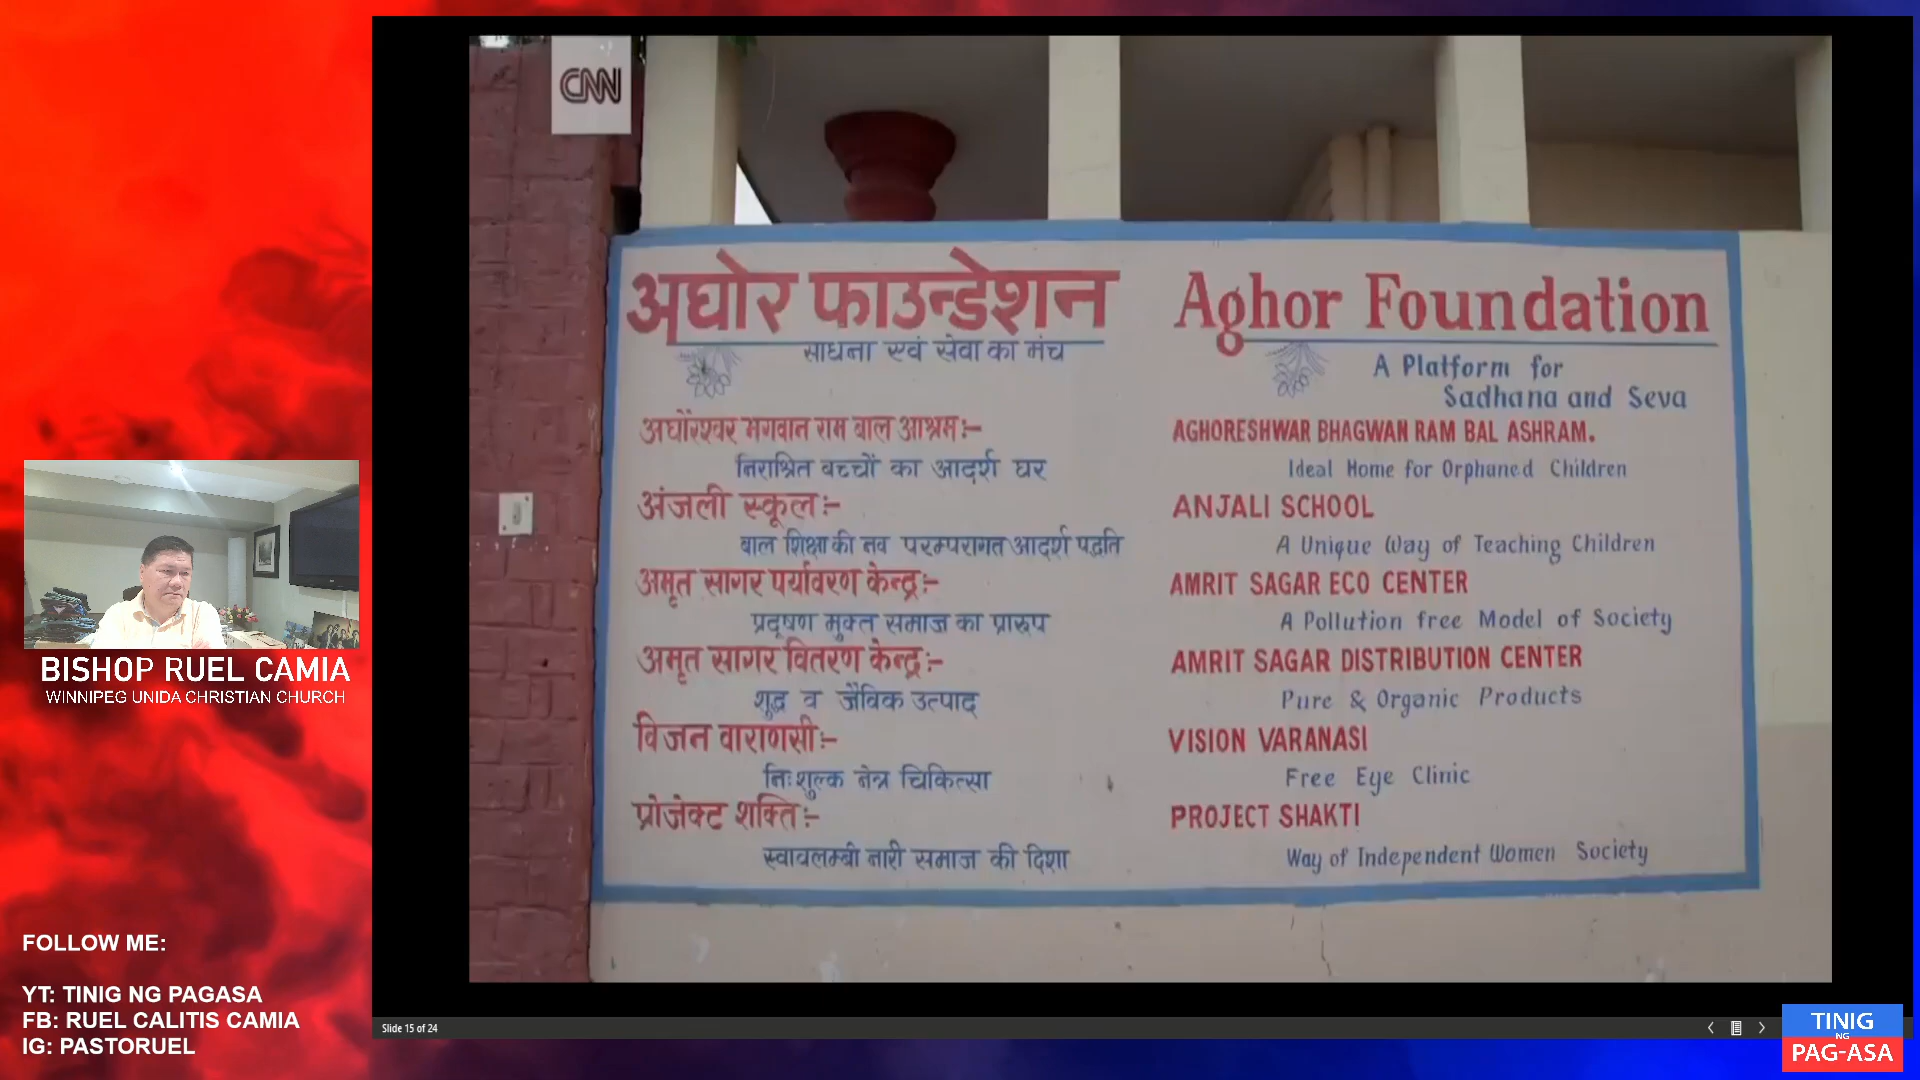 CNN
अघोर फाउन्डेशन
साधना एवं सेवा का मंच
अघोरेश्वर भगवान राम बाल आश्रम:-
निराश्रित बच्चों का आदर्श घर
अंजली स्कूल:-
बाल शिक्षा की नव परम्परागत आदर्श पद्धति
अमृत सागर पर्यावरण केन्द्र:-
प्रदूषण मुक्त समाज का प्रारुप
अमृत सागर वितरण केन्द्र:-
शुद्ध व जैविक उत्पाद
विजन वाराणसी:-
नि:शुल्क नेत्र चिकित्सा
प्रोजेक्ट शक्ति:-
स्वावलम्बी नारी समाज की दिशा
Aghor Foundation
A Platform for
Sadhana and Seva
AGHORESHWAR BHAGWAN RAM BAL ASHRAM.
Ideal Home for Orphaned Children
ANJALI SCHOOL
A Unique Way of Teaching Children
AMRIT SAGAR ECO CENTER
A Pollution free Model of Society
AMRIT SAGAR DISTRIBUTION CENTER
Pure & Organic Products
VISION VARANASI
Free Eye Clinic
PROJECT SHAKTI
Way of Independent Women Society
BISHOP RUEL CAMIA
WINNIPEG UNIDA CHRISTIAN CHURCH
FOLLOW ME:
YT: TINIG NG PAGASA
FB: RUEL CALITIS CAMIA
IG: PASTORUEL
Slide 15 of 24
TINIG
NG
PAG-ASA